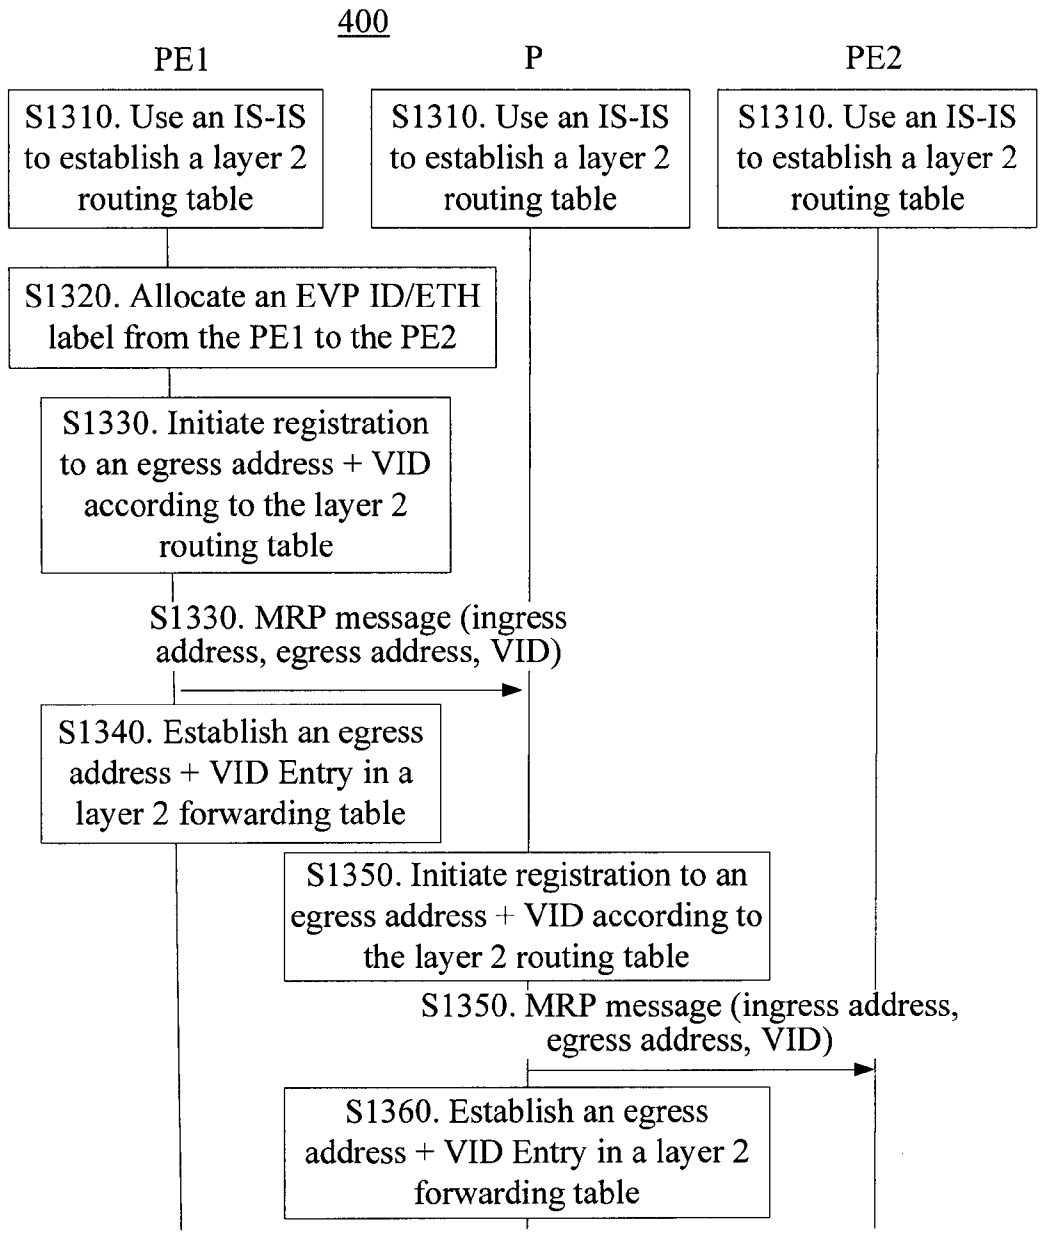 400
PE1
P
PE2
S1310. Use an IS-IS
to establish a layer 2
routing table
S1310. Use an IS-IS
to establish a layer 2
routing table
S1310. Use an IS-IS
to establish a layer 2
routing table
S1320. Allocate an EVP ID/ETH
label from the PE1 to the PE2
S1330. Initiate registration
to an egress address + VID
according to the layer 2
routing table
S1330. MRP message (ingress
address, egress address, VID)
S1340. Establish an egress
address + VID Entry in a
layer 2 forwarding table
S1350. Initiate registration to an
egress address + VID according to
the layer 2 routing table
S1350. MRP message (ingress address,
egress address, VID)
S1360. Establish an egress
address + VID Entry in a layer 2
forwarding table